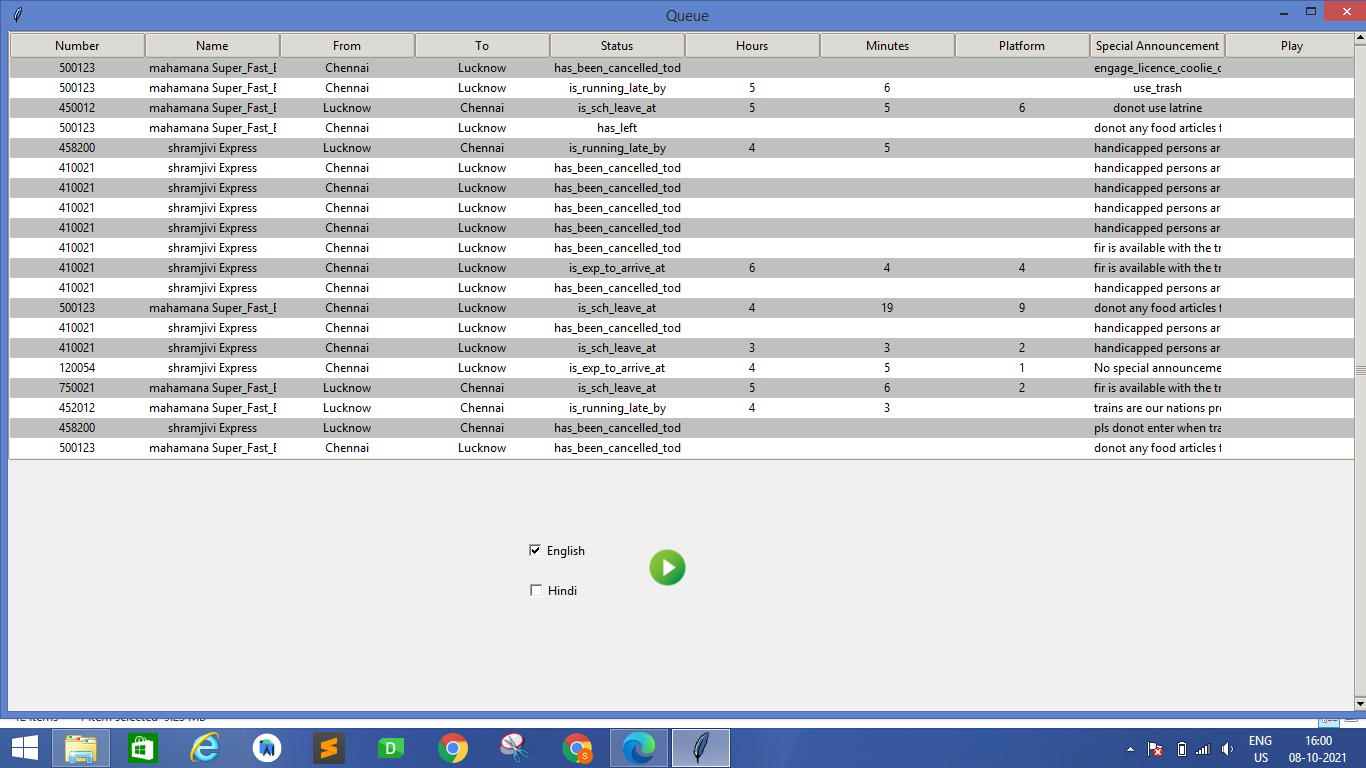 Queue
Number Name From To Status Hours Minutes Platform Special Announcement Play
500123 mahamana Super_Fast_E Chennai Lucknow has_been_cancelled_tod engage_licence_coolie_c
500123 mahamana Super_Fast_E Chennai Lucknow is_running_late_by 5 6 use_trash
450012 mahamana Super_Fast_E Lucknow Chennai is_sch_leave_at 5 5 6 donot use latrine
500123 mahamana Super_Fast_E Chennai Lucknow has_left donot any food articles f
458200 shramjivi Express Lucknow Chennai is_running_late_by 4 5 handicapped persons are
410021 shramjivi Express Chennai Lucknow has_been_cancelled_tod handicapped persons are
410021 shramjivi Express Chennai Lucknow has_been_cancelled_tod handicapped persons are
410021 shramjivi Express Chennai Lucknow has_been_cancelled_tod handicapped persons are
410021 shramjivi Express Chennai Lucknow has_been_cancelled_tod handicapped persons are
410021 shramjivi Express Chennai Lucknow has_been_cancelled_tod fir is available with the tr
410021 shramjivi Express Chennai Lucknow is_exp_to_arrive_at 6 4 4 fir is available with the tr
410021 shramjivi Express Chennai Lucknow has_been_cancelled_tod handicapped persons are
500123 mahamana Super_Fast_E Chennai Lucknow is_sch_leave_at 4 19 9 donot any food articles f
410021 shramjivi Express Chennai Lucknow has_been_cancelled_tod handicapped persons are
410021 shramjivi Express Chennai Lucknow is_sch_leave_at 3 3 2 handicapped persons are
120054 shramjivi Express Chennai Lucknow is_exp_to_arrive_at 4 5 1 No special announceme
750021 mahamana Super_Fast_E Lucknow Chennai is_sch_leave_at 5 6 2 fir is available with the tr
452012 mahamana Super_Fast_E Lucknow Chennai is_running_late_by 4 3 trains are our nations pr
458200 shramjivi Express Lucknow Chennai has_been_cancelled_tod pls donot enter when tra
500123 mahamana Super_Fast_E Chennai Lucknow has_been_cancelled_tod donot any food articles f
English
Hindi
ENG 16:00
US 08-10-2021